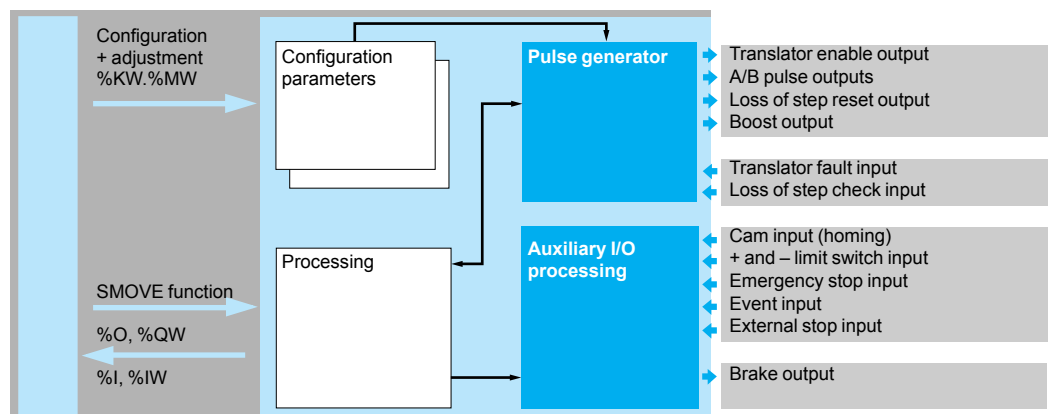 Configuration
+ adjustment
%KW.%MW
Configuration
parameters
Pulse generator
Translator enable output
A/B pulse outputs
Loss of step reset output
Boost output
Translator fault input
Loss of step check input
SMOVE function
%O, %QW
%I, %IW
Processing
Auxiliary I/O
processing
Cam input (homing)
+ and – limit switch input
Emergency stop input
Event input
External stop input
Brake output